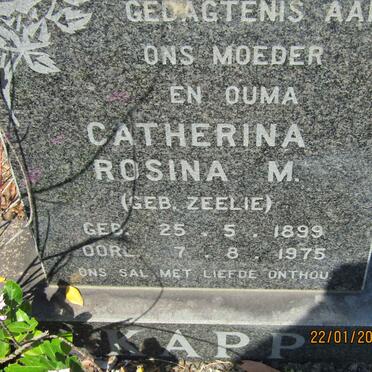 GEDAGTENIS AAN
ONS MOEDER
EN OUMA
CATHERINA
ROSINA M.
(GEB. ZEELIE)
GEB. 25. 5. 1899
OORL. 7. 8. 1975
ONS SAL MET LIEFDE ONTHOU
KAPP
22/01/20